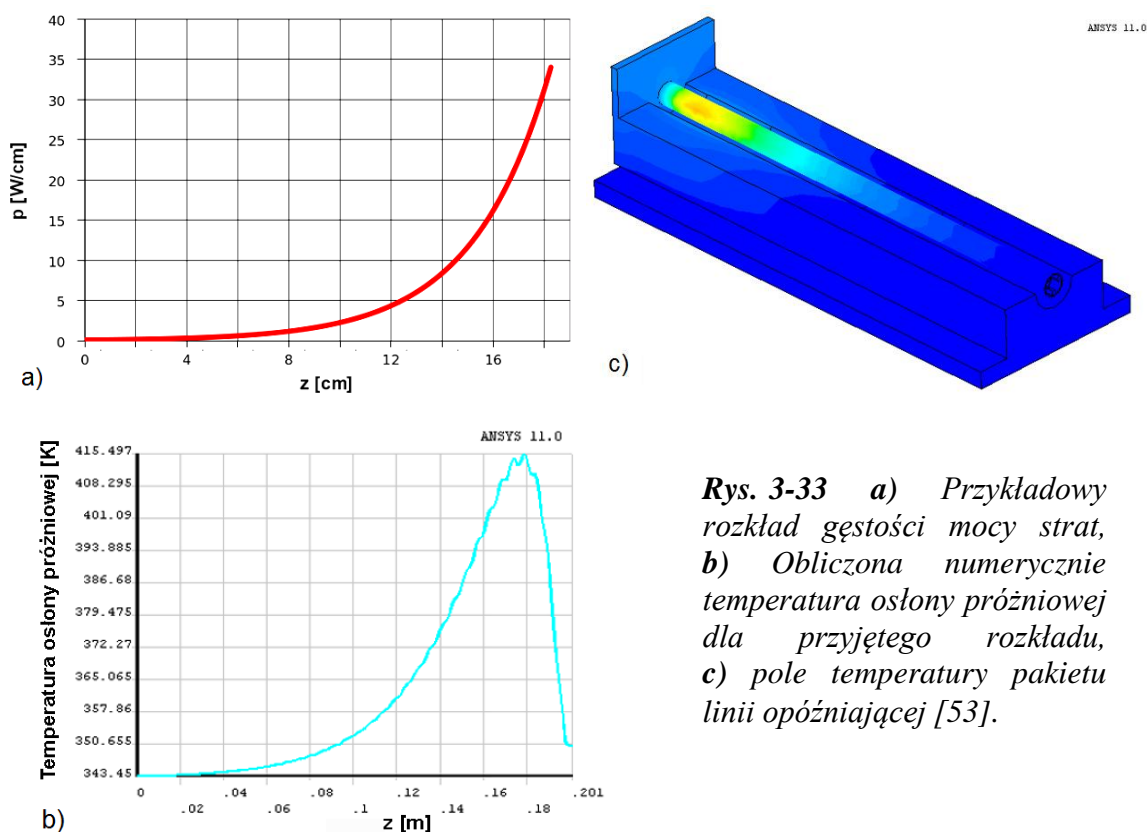 40
35
30
25
20
15
10
5
0
p [W/cm]
0 4 8 12 16
z [cm]
a)
ANSYS 11.0
c)
ANSYS 11.0
Temperatura osłony próżniowej [K]
415.497
408.295
401.09
393.885
386.68
379.475
372.27
365.065
357.86
350.655
343.45
0 .04 .08 .12 .16 .201
.02 .06 .1 .14 .18
z [m]
b)
Rys. 3-33 a) Przykładowy
rozkład gęstości mocy strat,
b) Obliczona numerycznie
temperatura osłony próżniowej
dla przyjętego rozkładu,
c) pole temperatury pakietu
linii opóźniającej [53].